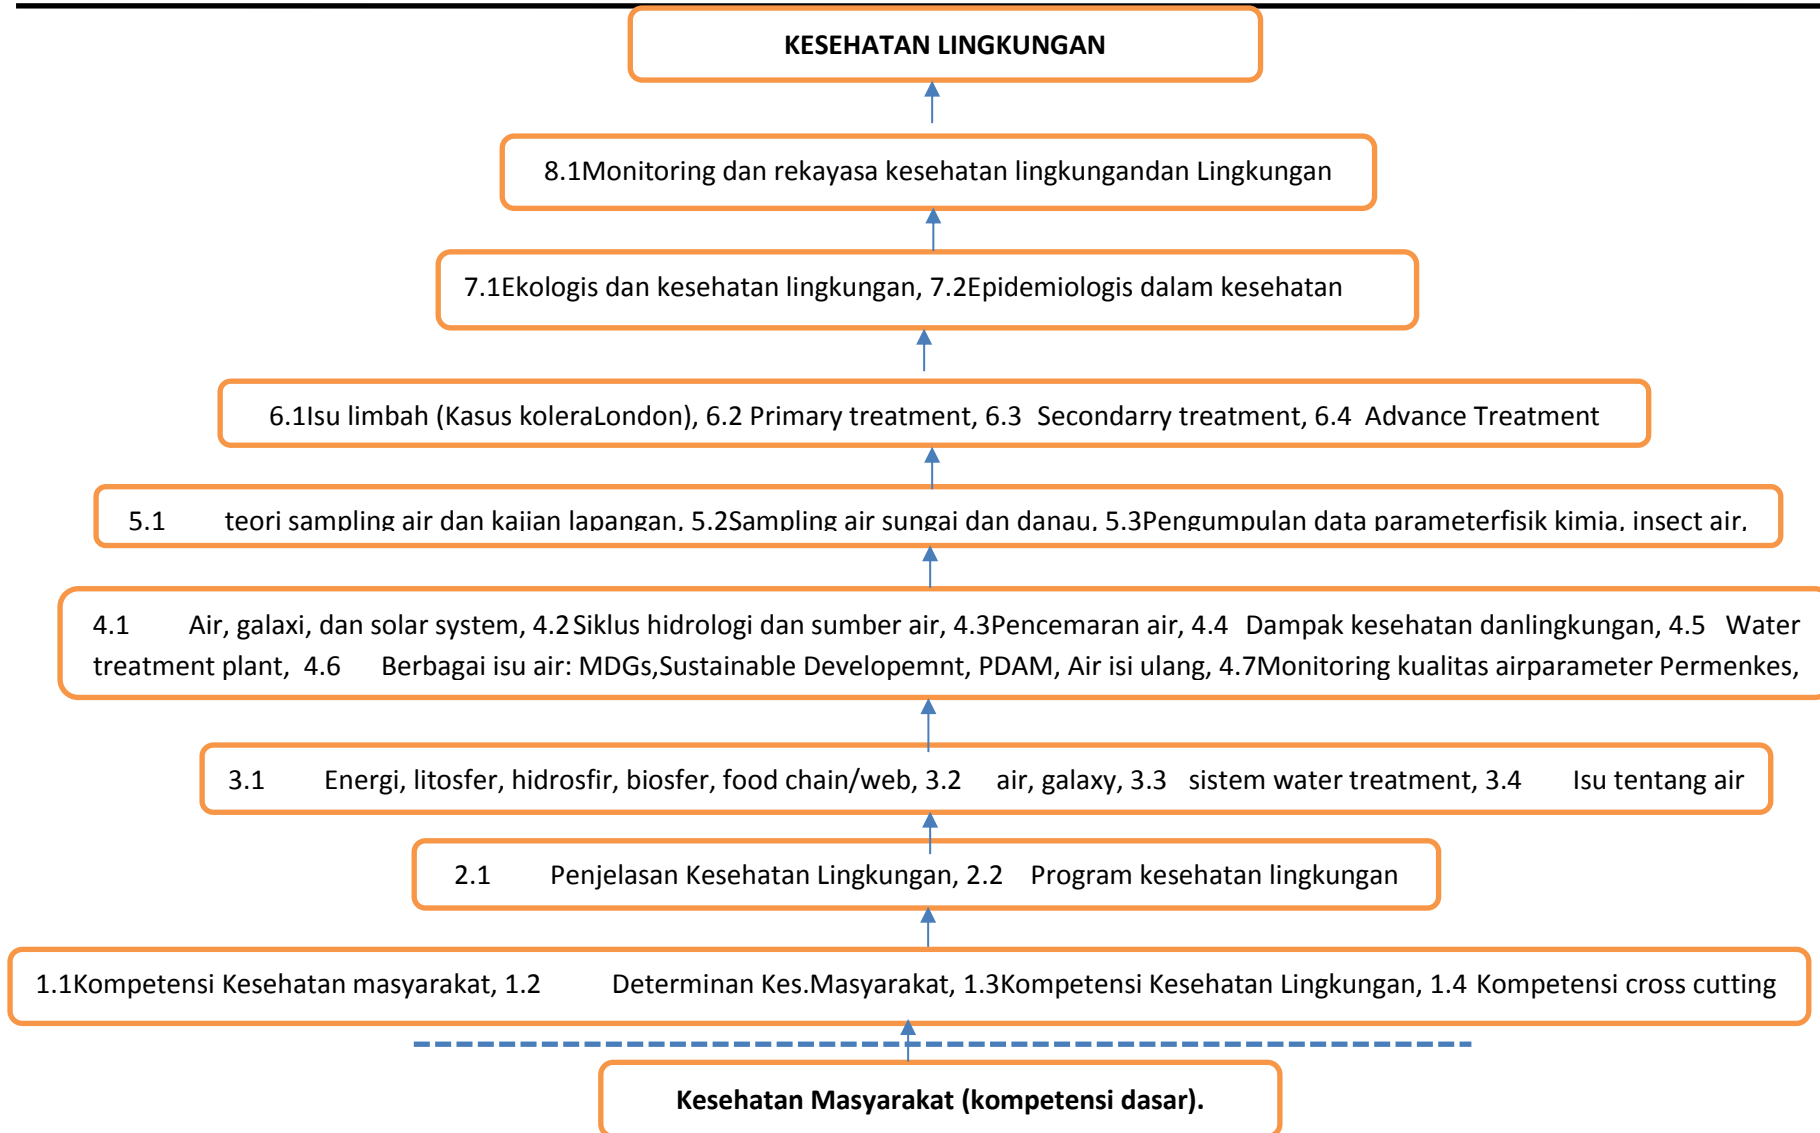 KESEHATAN LINGKUNGAN
8.1Monitoring dan rekayasa kesehatan lingkungandan Lingkungan
7.1Ekologis dan kesehatan lingkungan, 7.2Epidemiologis dalam kesehatan
6.1Isu limbah (Kasus koleraLondon), 6.2 Primary treatment, 6.3 Secondarry treatment, 6.4 Advance Treatment
5.1 teori sampling air dan kajian lapangan, 5.2Sampling air sungai dan danau, 5.3Pengumpulan data parameterfisik kimia, insect air,
4.1 Air, galaxi, dan solar system, 4.2 Siklus hidrologi dan sumber air, 4.3Pencemaran air, 4.4 Dampak kesehatan danlingkungan, 4.5 Water
treatment plant, 4.6 Berbagai isu air: MDGs,Sustainable Developemnt, PDAM, Air isi ulang, 4.7Monitoring kualitas airparameter Permenkes,
3.1 Energi, litosfer, hidrosfir, biosfer, food chain/web, 3.2 air, galaxy, 3.3 sistem water treatment, 3.4 Isu tentang air
2.1 Penjelasan Kesehatan Lingkungan, 2.2 Program kesehatan lingkungan
1.1Kompetensi Kesehatan masyarakat, 1.2 Determinan Kes.Masyarakat, 1.3Kompetensi Kesehatan Lingkungan, 1.4 Kompetensi cross cutting
Kesehatan Masyarakat (kompetensi dasar).